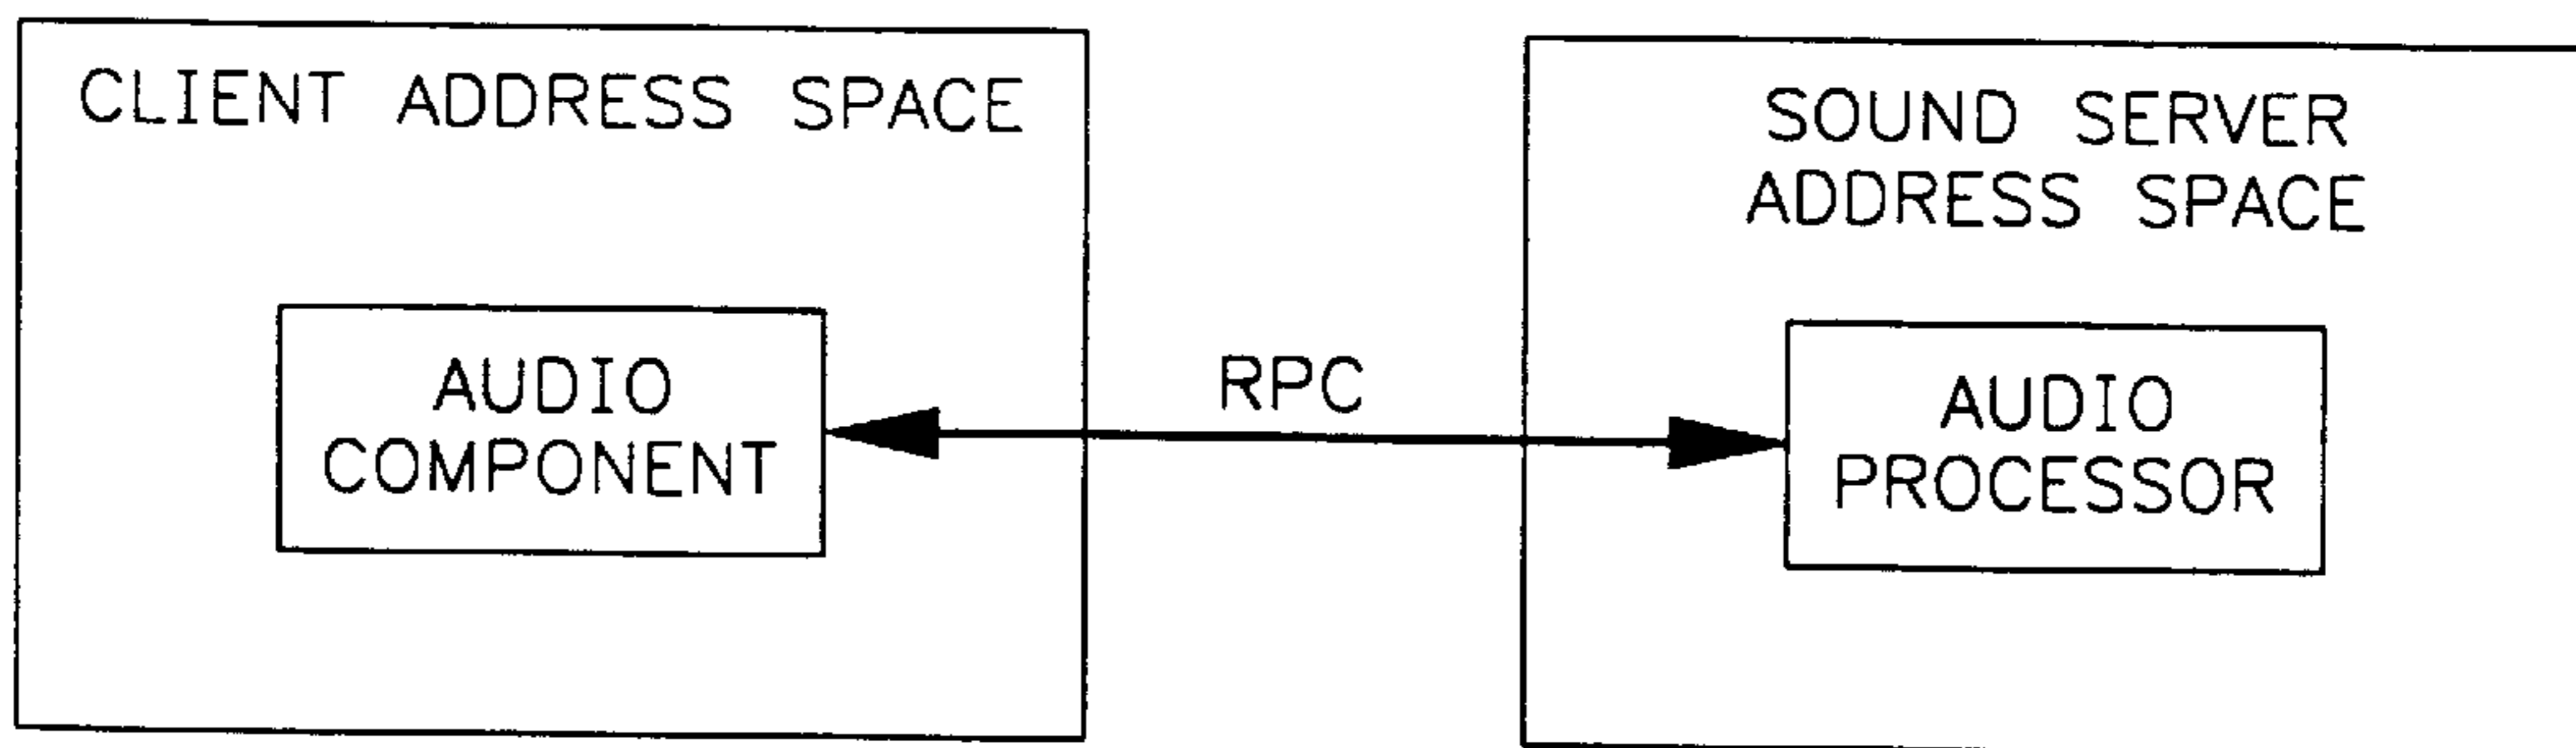 CLIENT ADDRESS SPACE
AUDIO
COMPONENT
RPC
SOUND SERVER
ADDRESS SPACE
AUDIO
PROCESSOR